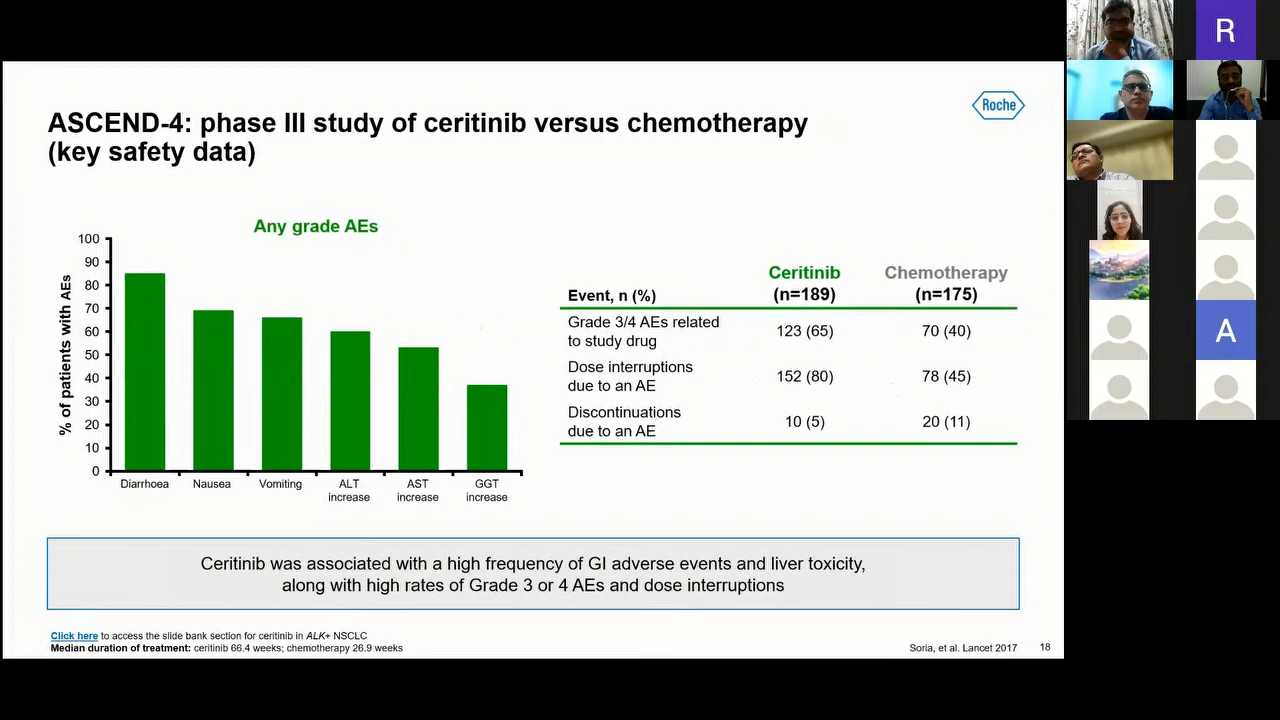 ASCEND-4: phase III study of ceritinib versus chemotherapy
(key safety data)
Roche
Any grade AEs
% of patients with AEs
100
90
80
70
60
50
40
30
20
10
0
Diarrhoea
Nausea
Vomiting
ALT
increase
AST
increase
GGT
increase
Event, n (%)
Ceritinib
(n=189)
Chemotherapy
(n=175)
Grade 3/4 AEs related
to study drug
123 (65)
70 (40)
Dose interruptions
due to an AE
152 (80)
78 (45)
Discontinuations
due to an AE
10 (5)
20 (11)
Ceritinib was associated with a high frequency of GI adverse events and liver toxicity,
along with high rates of Grade 3 or 4 AEs and dose interruptions
Click here to access the slide bank section for ceritinib in ALK+ NSCLC
Median duration of treatment: ceritinib 66.4 weeks; chemotherapy 26.9 weeks
Soria, et al. Lancet 2017
18
R
A